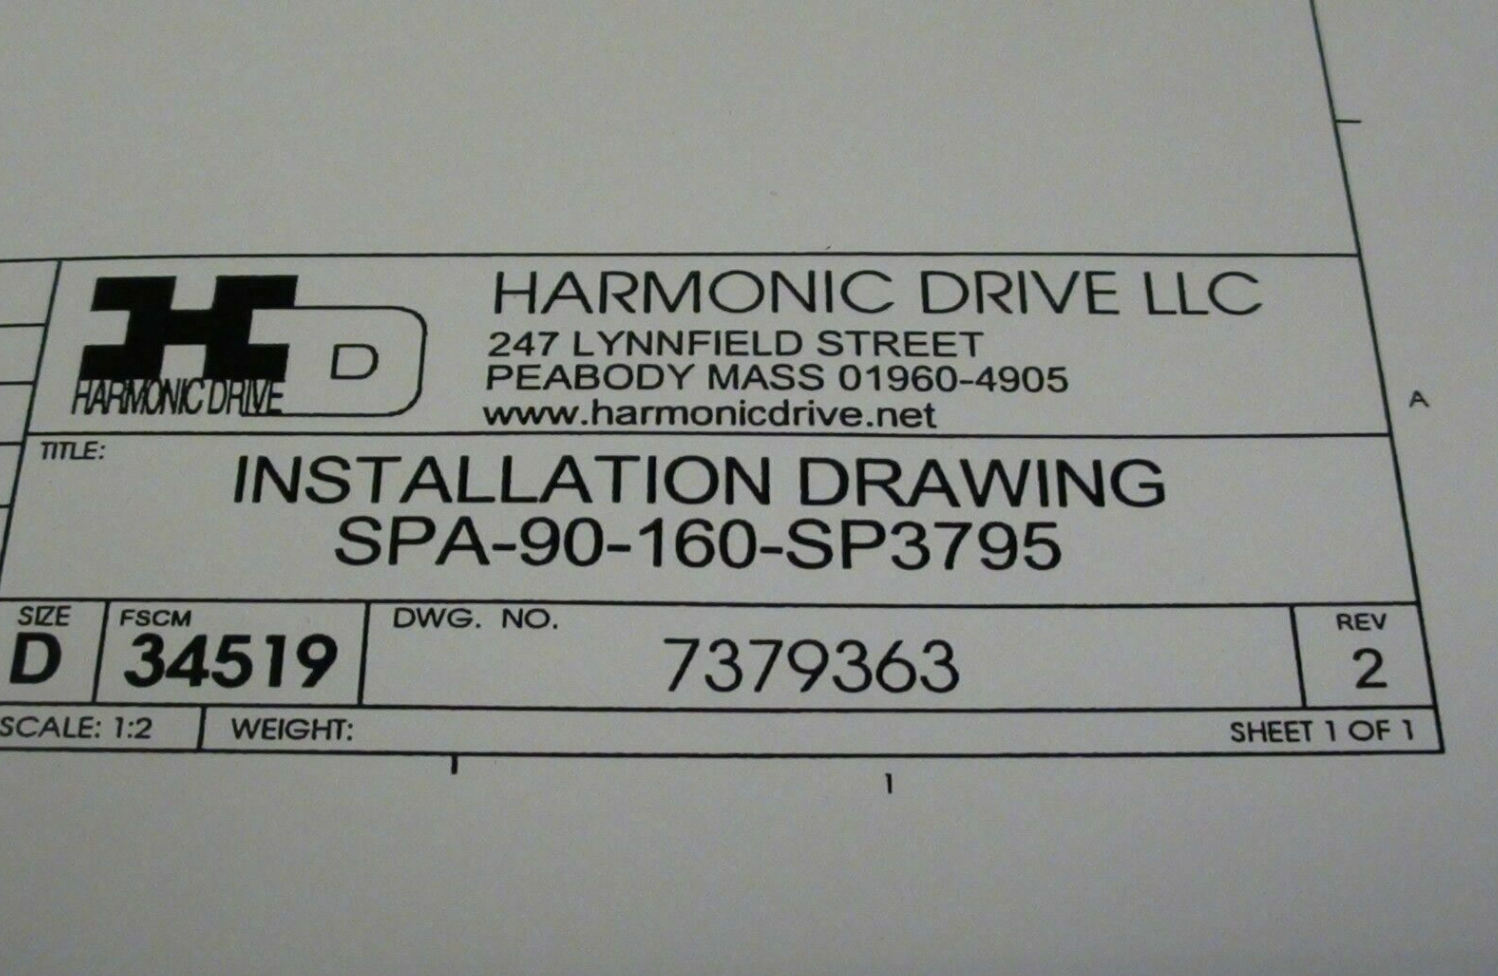 HARMONIC DRIVE LLC
247 LYNNFIELD STREET
D
PEABODY MASS 01960-4905
HARMONIC DRIVE
www.harmonicdrive.net
A
TITLE:
INSTALLATION DRAWING
SPA-90-160-SP3795
SIZE FSCM DWG. NO. REV
D 34519 7379363 2
SCALE: 1:2 WEIGHT: SHEET 1 OF 1
1